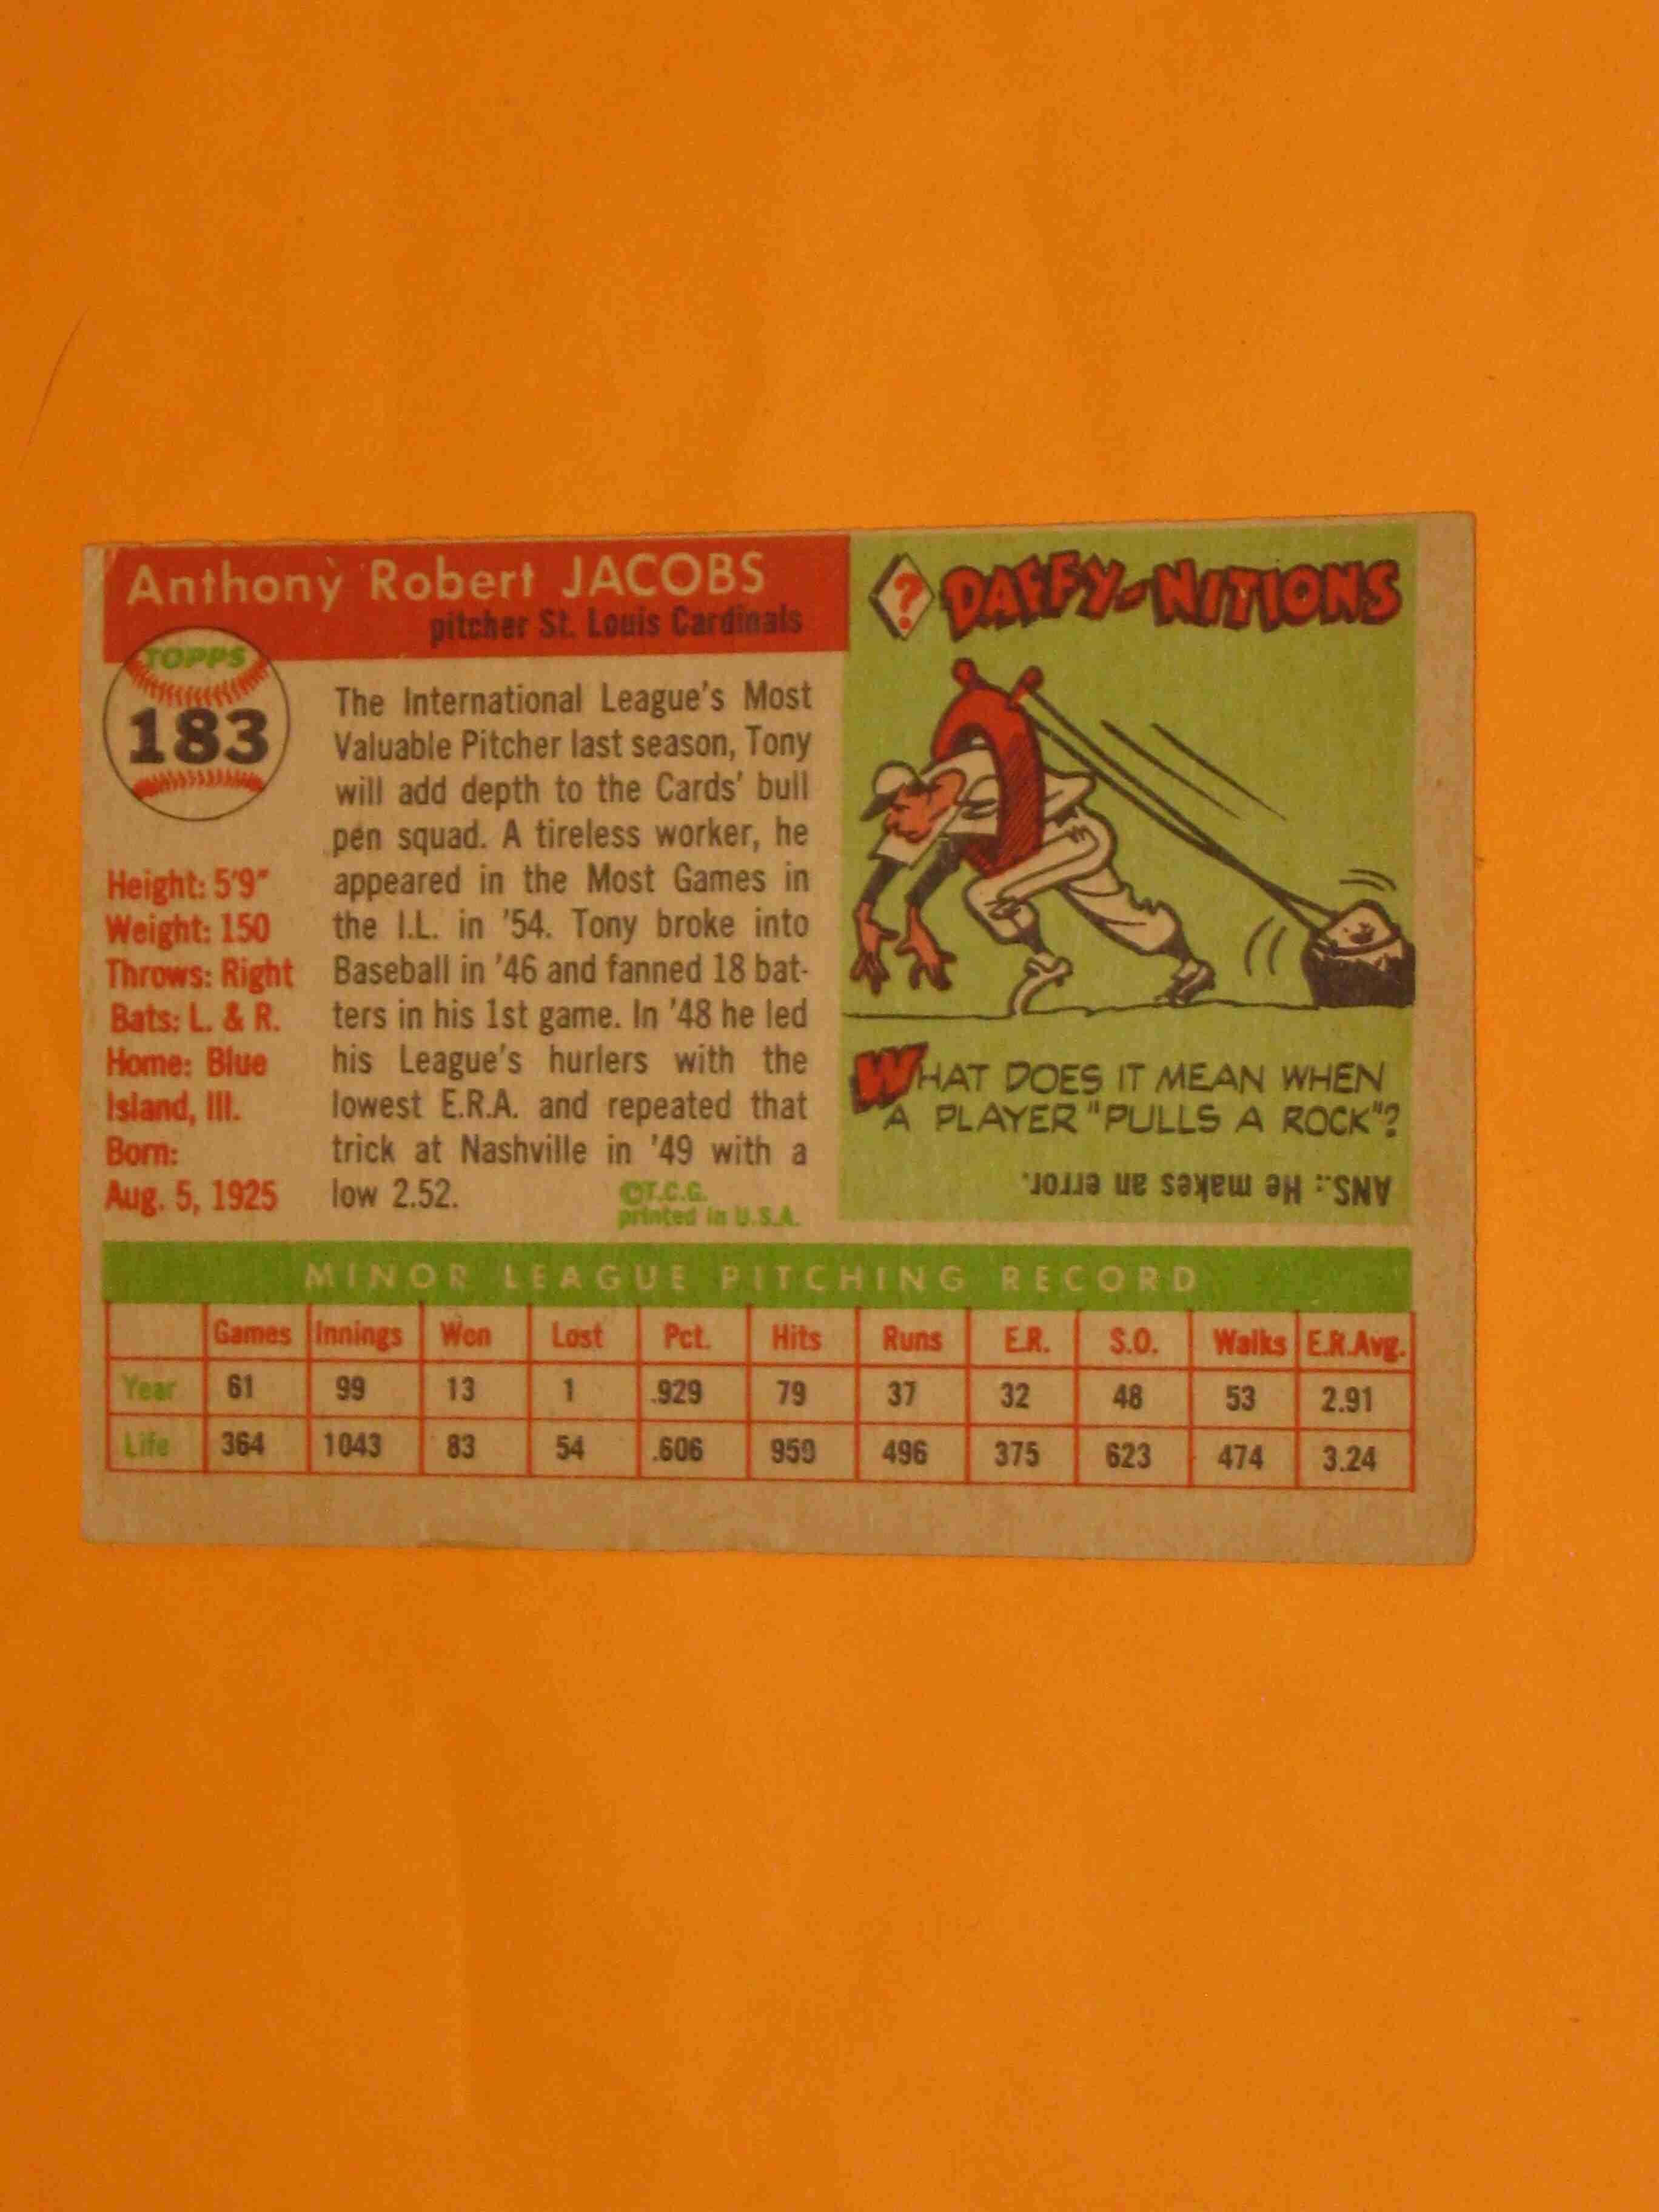 Anthony Robert JACOBS
pitcher St. Louis Cardinals
TOPPS
183
Height: 5'9"
Weight: 150
Throws: Right
Bats: L. & R.
Home: Blue
Island, Ill.
Born:
Aug. 5, 1925
The International League's Most
Valuable Pitcher last season, Tony
will add depth to the Cards' bull
pen squad. A tireless worker, he
appeared in the Most Games in
the I.L. in '54. Tony broke into
Baseball in '46 and fanned 18 bat-
ters in his 1st game. In '48 he led
his League's hurlers with the
lowest E.R.A. and repeated that
trick at Nashville in '49 with a
low 2.52.
©T.C.G.
printed in U.S.A.
? DAFFY-NITIONS
WHAT DOES IT MEAN WHEN
A PLAYER "PULLS A ROCK"?
ANS.: He makes an error.
MINOR LEAGUE PITCHING RECORD
Games Innings Won Lost Pct. Hits Runs E.R. S.O. Walks E.R.Avg.
Year 61 99 13 1 .929 79 37 32 48 53 2.91
Life 364 1043 83 54 .606 959 496 375 623 474 3.24